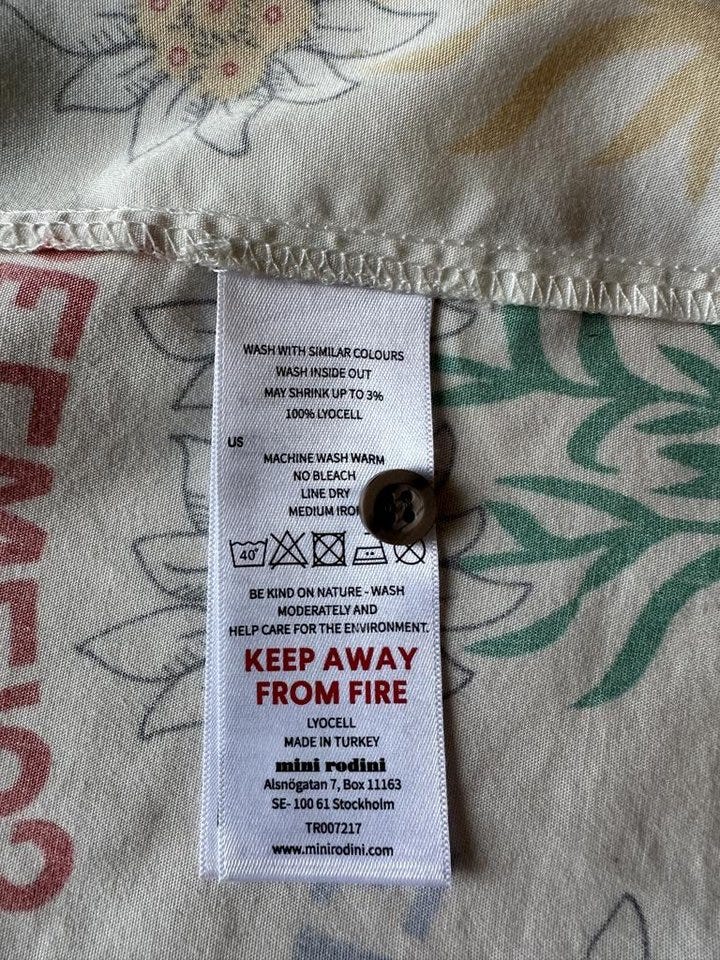 WASH WITH SIMILAR COLOURS
WASH INSIDE OUT
MAY SHRINK UP TO 3%
100% LYOCELL
US
MACHINE WASH WARM
NO BLEACH
LINE DRY
MEDIUM IRO
40°
BE KIND ON NATURE - WASH
MODERATELY AND
HELP CARE FOR THE ENVIRONMENT.
KEEP AWAY
FROM FIRE
LYOCELL
MADE IN TURKEY
mini rodini
Alsnögatan 7, Box 11163
SE- 100 61 Stockholm
TR007217
www.minirodini.com